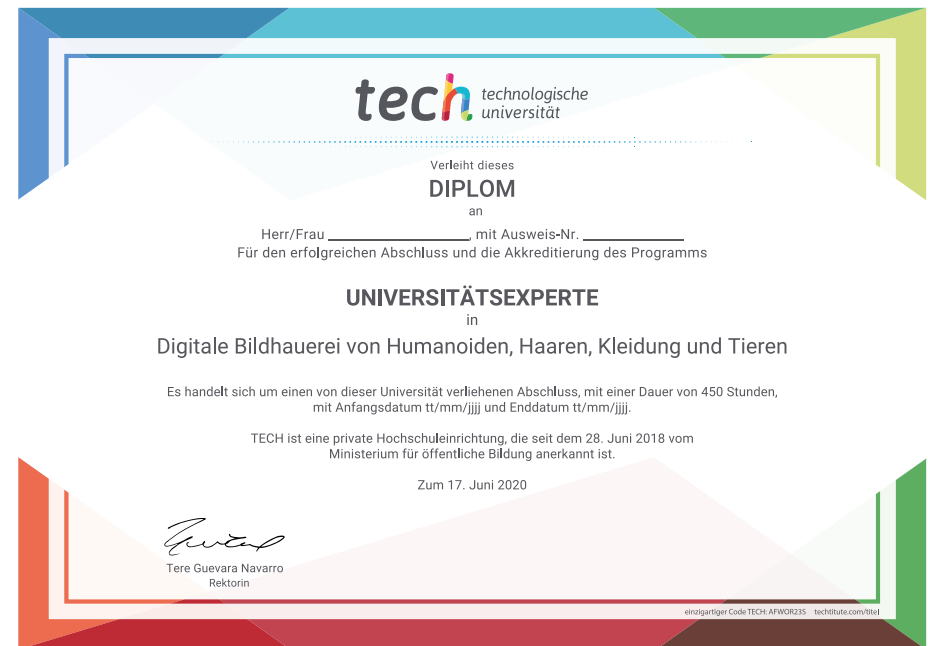 tech technologische
universität
Verleiht dieses
DIPLOM
an
Herr/Frau ________________, mit Ausweis-Nr. ____________
Für den erfolgreichen Abschluss und die Akkreditierung des Programms
UNIVERSITÄTSEXPERTE
in
Digitale Bildhauerei von Humanoiden, Haaren, Kleidung und Tieren
Es handelt sich um einen von dieser Universität verliehenen Abschluss, mit einer Dauer von 450 Stunden,
mit Anfangsdatum tt/mm/jjjj und Enddatum tt/mm/jjjj.
TECH ist eine private Hochschuleinrichtung, die seit dem 28. Juni 2018 vom
Ministerium für öffentliche Bildung anerkannt ist.
Zum 17. Juni 2020
Tere Guevara Navarro
Rektorin
einzigartiger Code TECH: AFWOR23S techtitute.com/titel